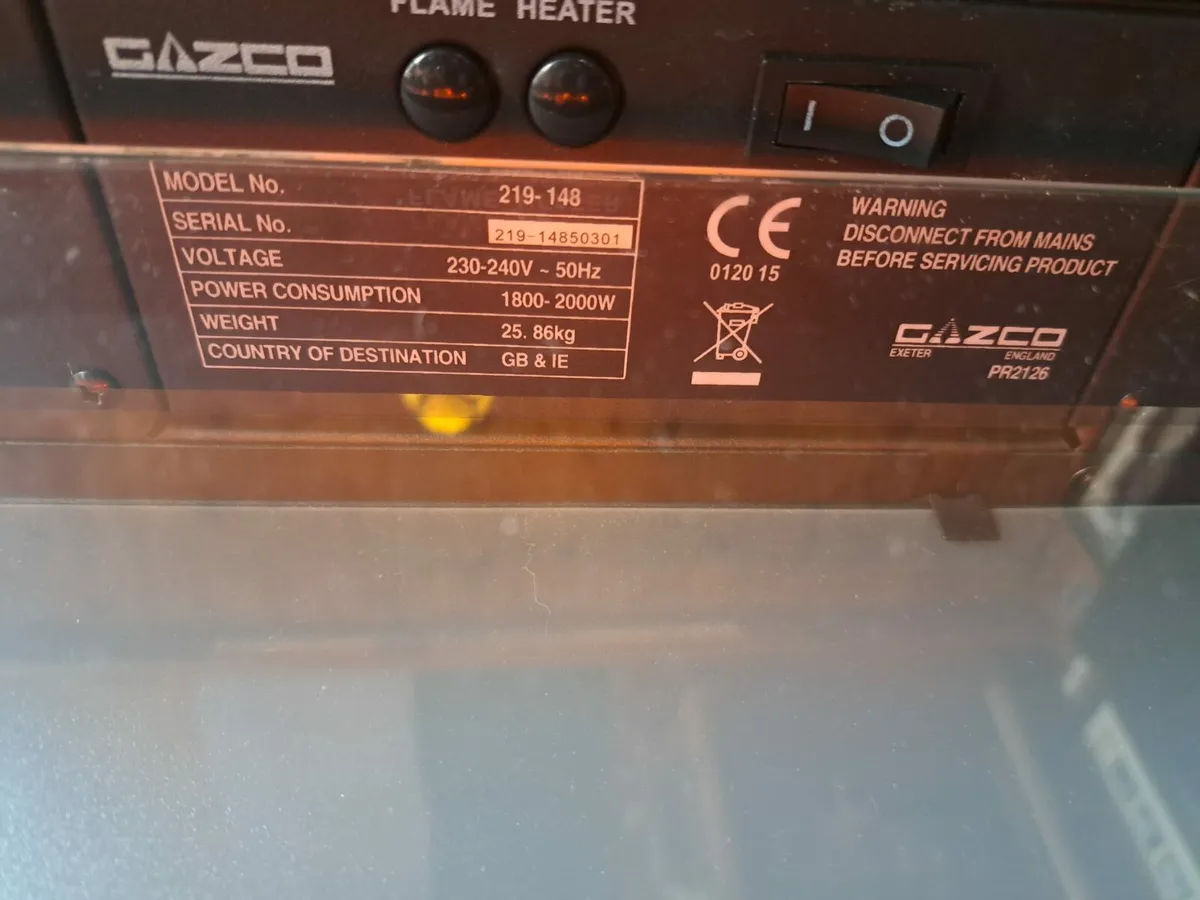 FLAME HEATER
GAZCO
I O
MODEL No. 219-148
SERIAL No. 219-14850301
VOLTAGE 230-240V ~ 50Hz
POWER CONSUMPTION 1800-2000W
WEIGHT 25. 86kg
COUNTRY OF DESTINATION GB & IE
CE
0120 15
WARNING
DISCONNECT FROM MAINS
BEFORE SERVICING PRODUCT
GAZCO
EXETER ENGLAND
PR2126